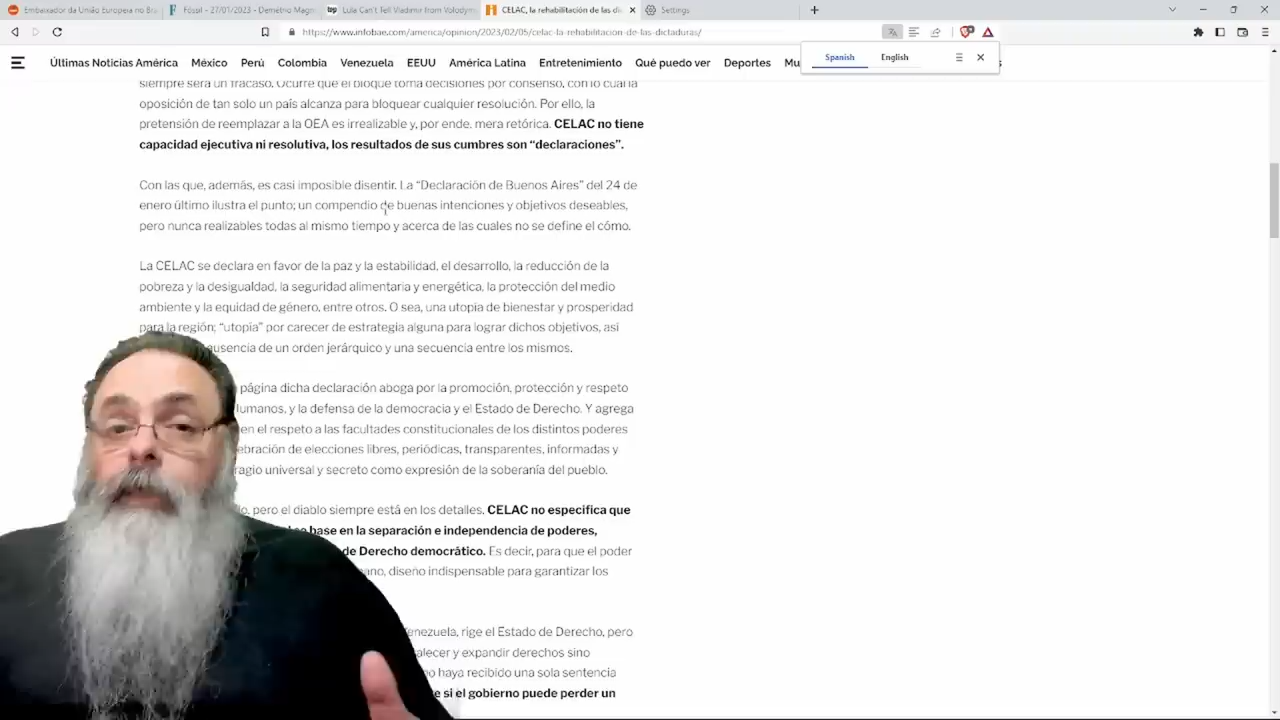 Embaixador da União Europeia no Bra
Fóssil - 27/01/2023 - Demétrio Magn
Lula Can't Tell Vladimir from Volodym
CELAC, la rehabilitación de las di
Settings
https://www.infobae.com/america/opinion/2023/02/05/celac-la-rehabilitacion-de-las-dictaduras/
Spanish
English
Últimas Noticias América
México
Perú
Colombia
Venezuela
EEUU
América Latina
Entretenimiento
Qué puedo ver
Deportes
Mu
s
siempre será un fracaso. Ocurre que el bloque toma decisiones por consenso, con lo cual la
oposición de tan solo un país alcanza para bloquear cualquier resolución. Por ello, la
pretensión de reemplazar a la OEA es irrealizable y, por ende, mera retórica. CELAC no tiene
capacidad ejecutiva ni resolutiva, los resultados de sus cumbres son “declaraciones”.
Con las que, además, es casi imposible disentir. La “Declaración de Buenos Aires” del 24 de
enero último ilustra el punto; un compendio de buenas intenciones y objetivos deseables,
pero nunca realizables todas al mismo tiempo y acerca de las cuales no se define el cómo.
La CELAC se declara en favor de la paz y la estabilidad, el desarrollo, la reducción de la
pobreza y la desigualdad, la seguridad alimentaria y energética, la protección del medio
ambiente y la equidad de género, entre otros. O sea, una utopía de bienestar y prosperidad
para la región; “utopía” por carecer de estrategia alguna para lograr dichos objetivos, así
ausencia de un orden jerárquico y una secuencia entre los mismos.
página dicha declaración aboga por la promoción, protección y respeto
umanos, y la defensa de la democracia y el Estado de Derecho. Y agrega
en el respeto a las facultades constitucionales de los distintos poderes
ebración de elecciones libres, periódicas, transparentes, informadas y
ragio universal y secreto como expresión de la soberanía del pueblo.
o, pero el diablo siempre está en los detalles. CELAC no especifica que
base en la separación e independencia de poderes,
de Derecho democrático. Es decir, para que el poder
ano, diseño indispensable para garantizar los
enezuela, rige el Estado de Derecho, pero
alecer y expandir derechos sino
no haya recibido una sola sentencia
e si el gobierno puede perder un